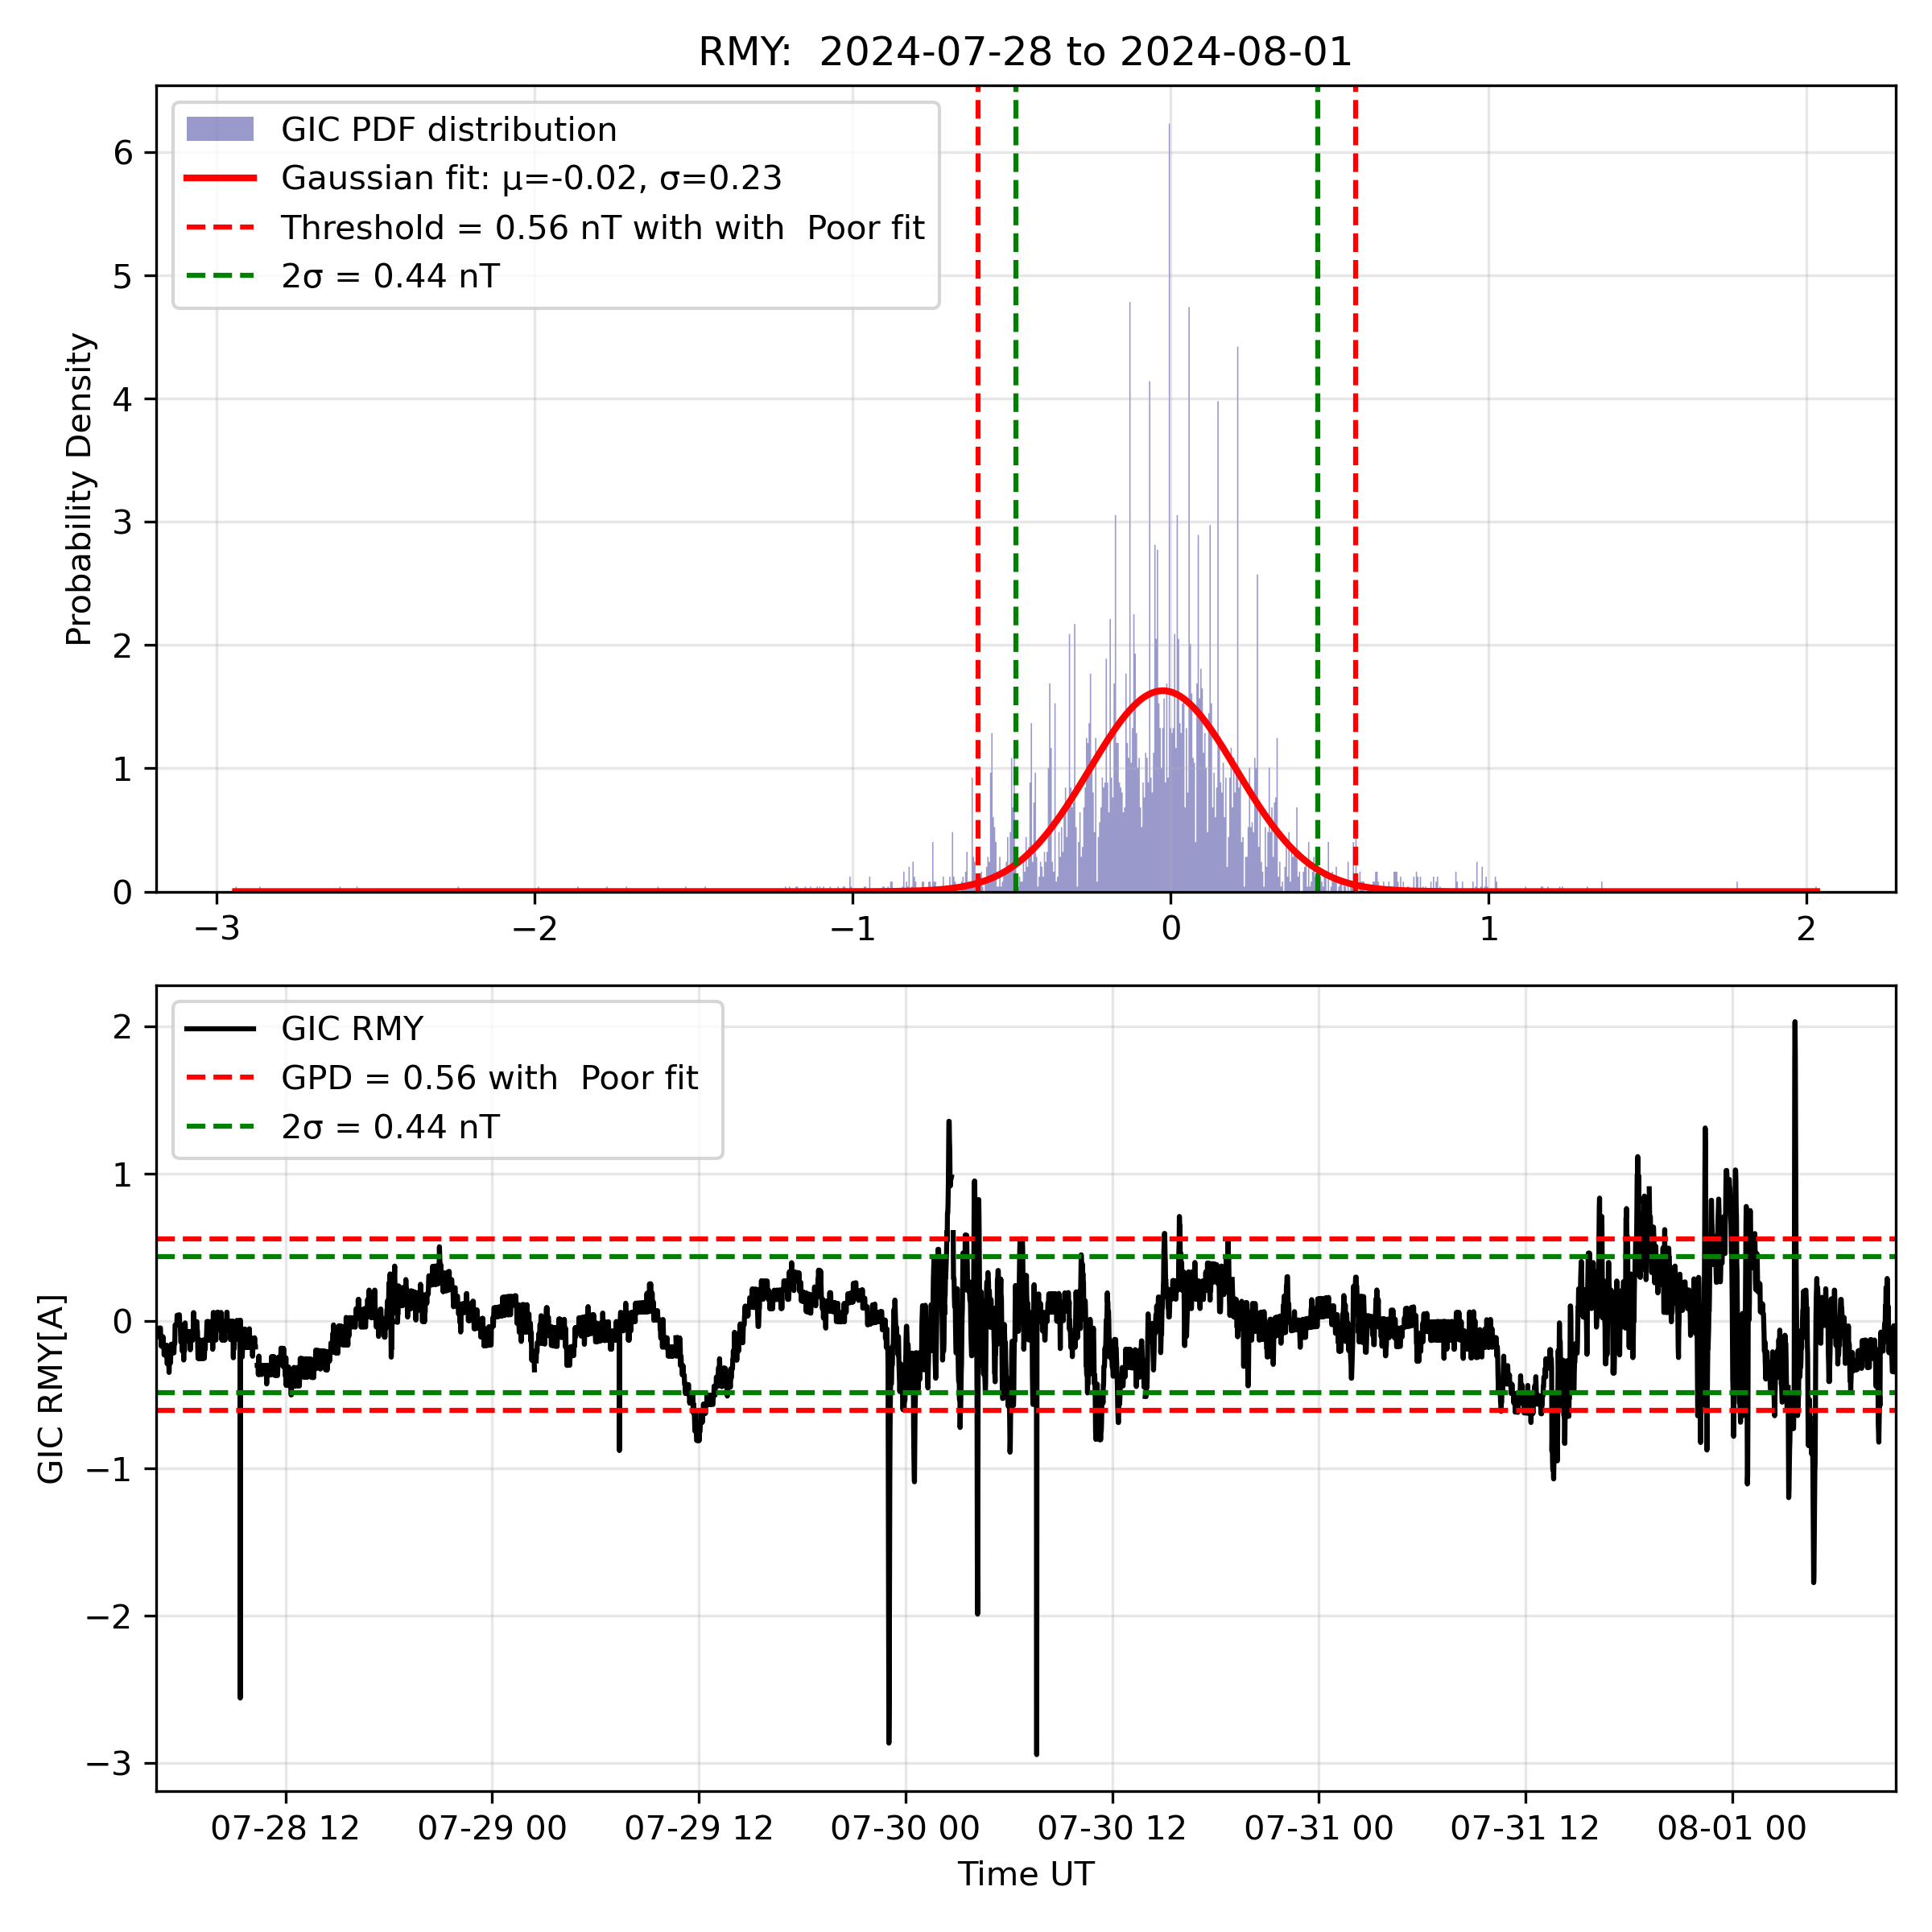 RMY:  2024-07-28 to 2024-08-01
GIC PDF distribution
Gaussian fit: μ=-0.02, σ=0.23
Threshold = 0.56 nT with with  Poor fit
2σ = 0.44 nT
Probability Density
6
5
4
3
2
1
0
−3 −2 −1 0 1 2
GIC RMY
GPD = 0.56 with  Poor fit
2σ = 0.44 nT
GIC RMY[A]
2
1
0
−1
−2
−3
07-28 12 07-29 00 07-29 12 07-30 00 07-30 12 07-31 00 07-31 12 08-01 00
Time UT